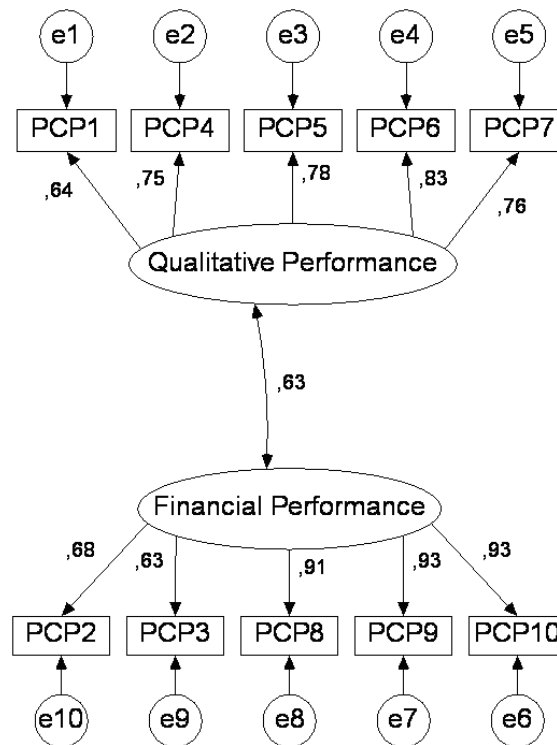 e1 e2 e3 e4 e5
PCP1 PCP4 PCP5 PCP6 PCP7
,64 ,75 ,78 ,83 ,76
Qualitative Performance
,63
Financial Performance
,68 ,63 ,91 ,93 ,93
PCP2 PCP3 PCP8 PCP9 PCP10
e10 e9 e8 e7 e6